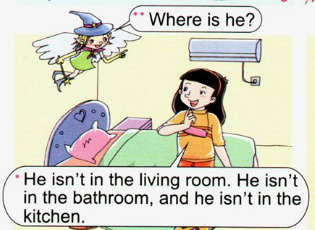 Where is he?
He isn't in the living room. He isn't
in the bathroom, and he isn't in the
kitchen.